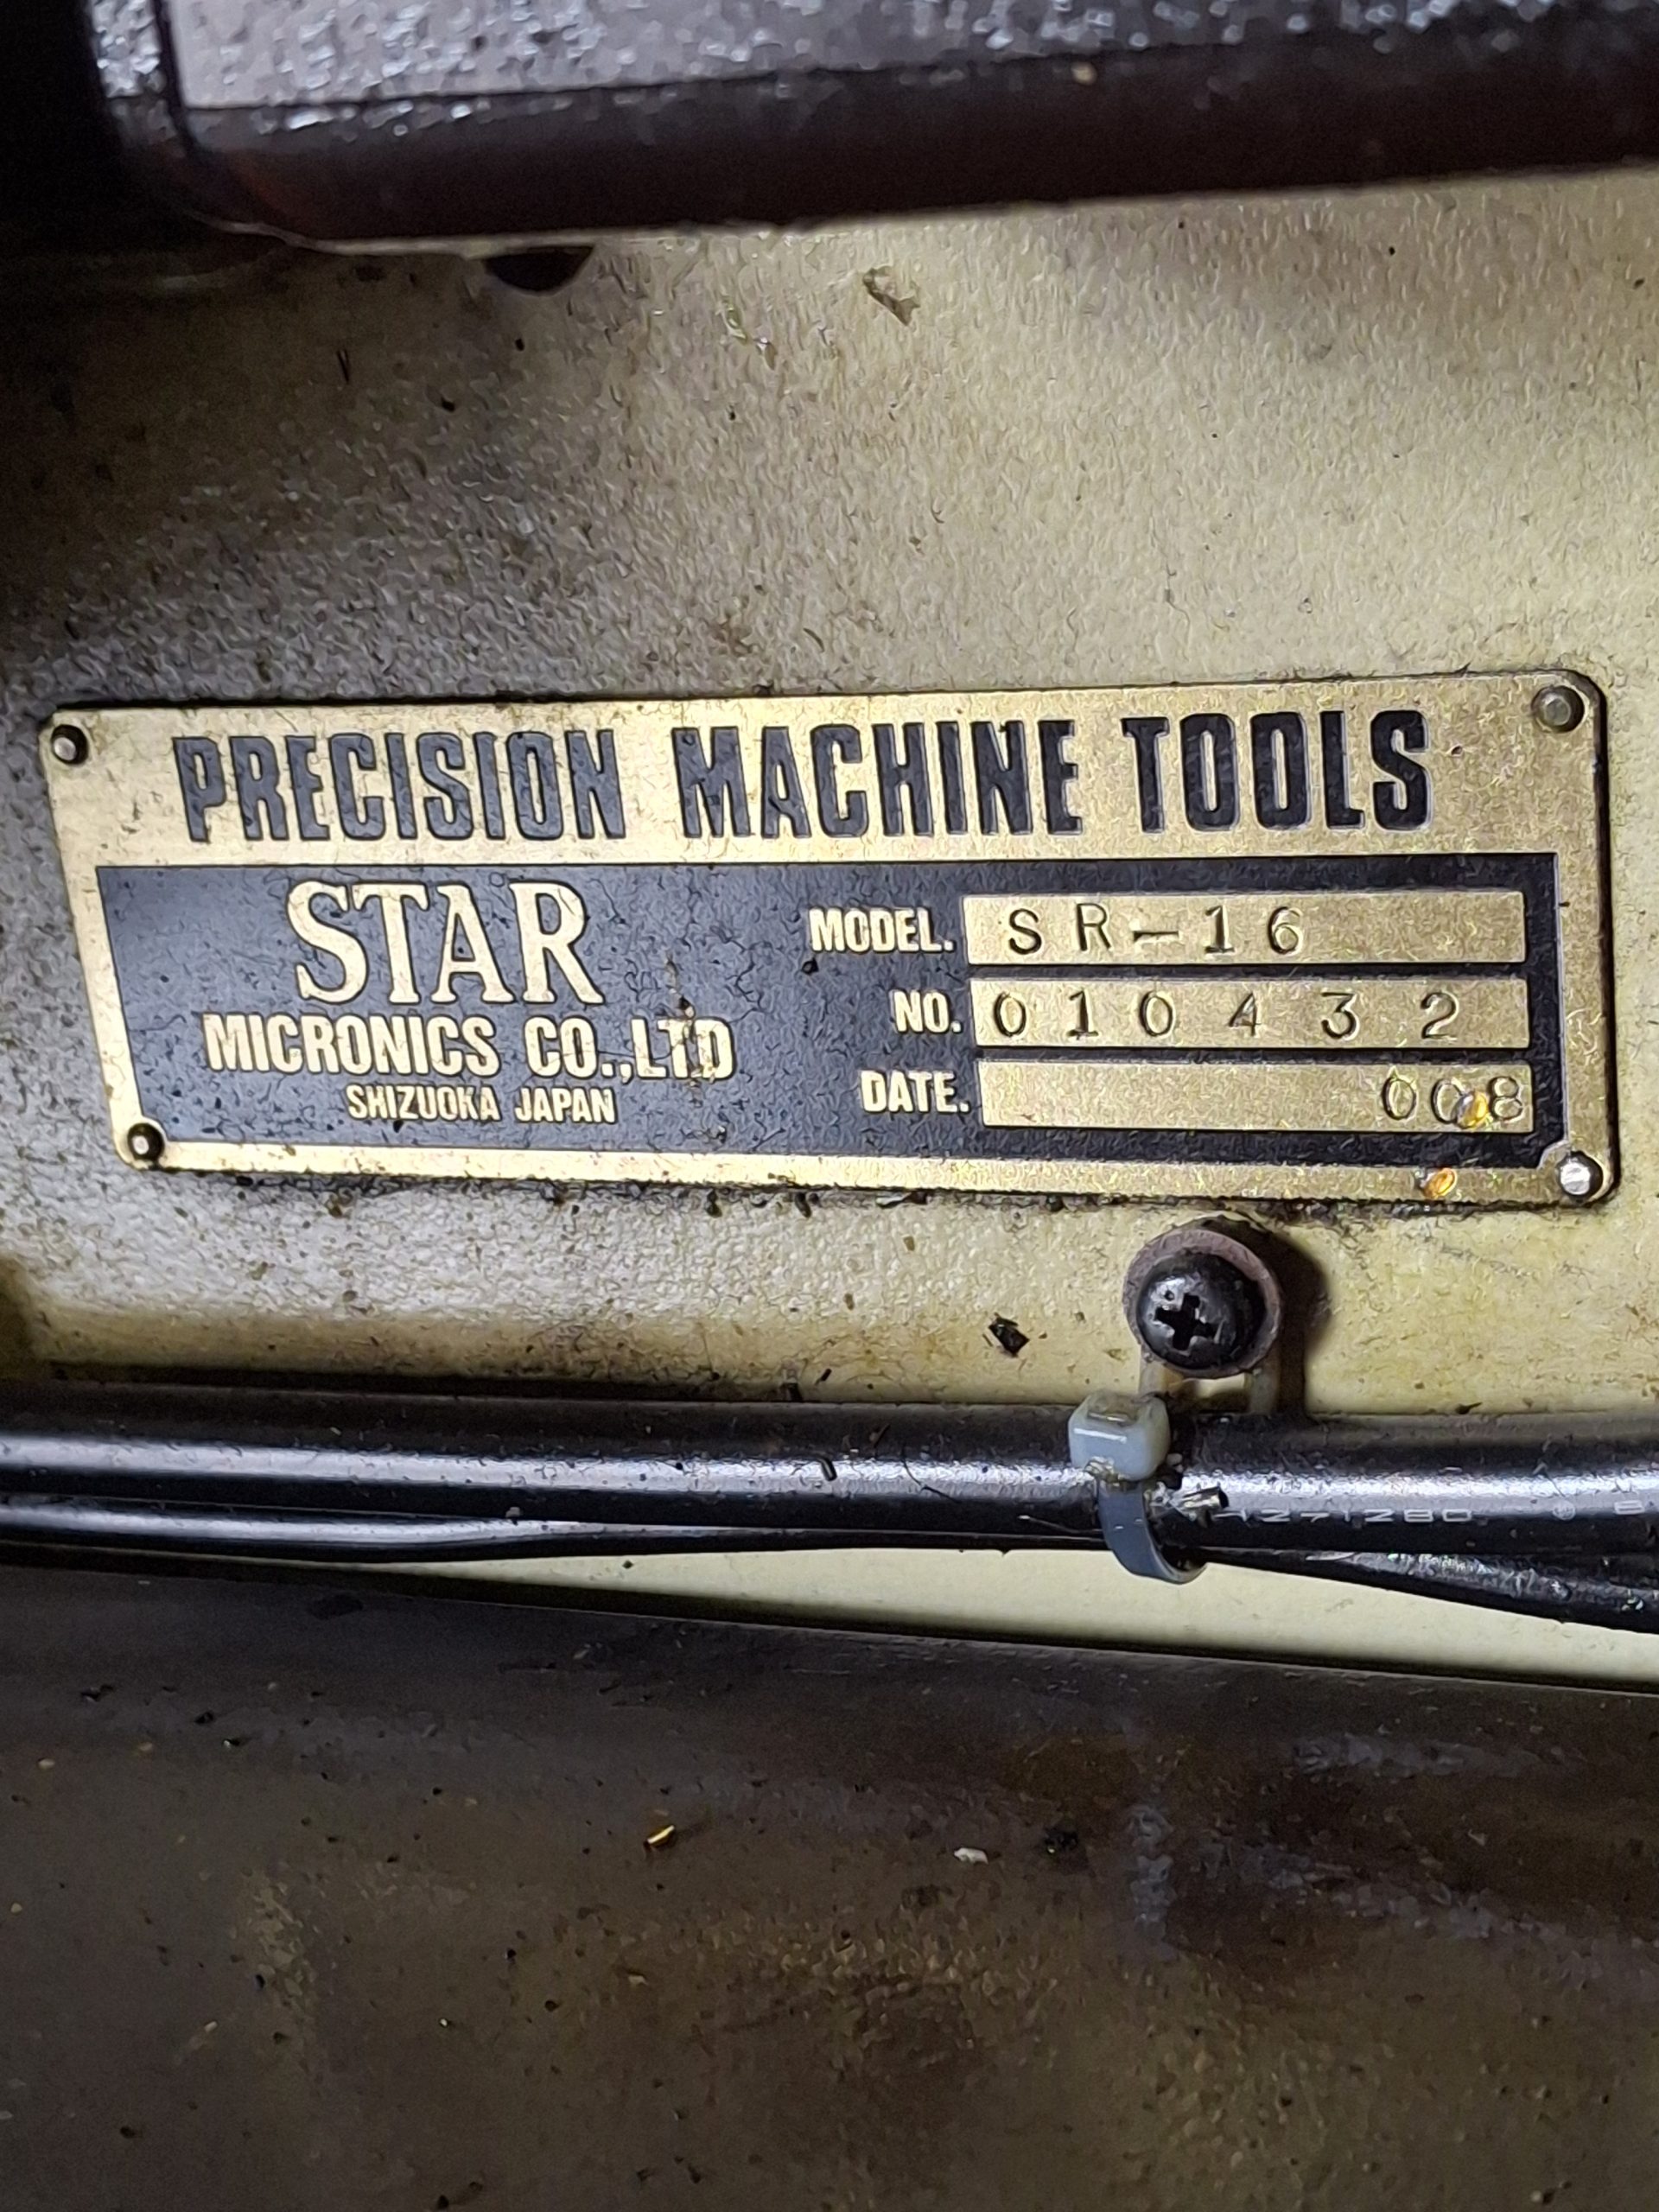 PRECISION MACHINE TOOLS
STAR
MICRONICS CO.,LTD
SHIZUOKA JAPAN
MODEL. SR-16
NO. 010432
DATE. 008